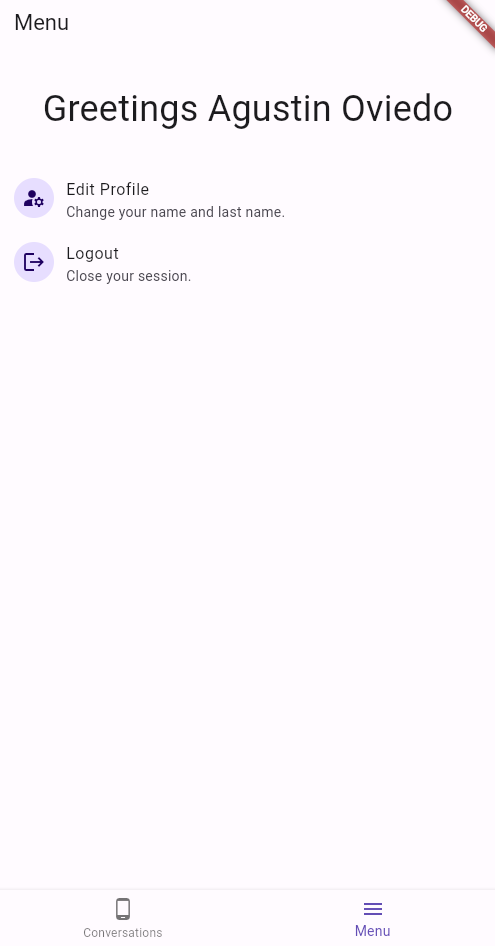 Menu
DEBUG
Greetings Agustin Oviedo
Edit Profile
Change your name and last name.
Logout
Close your session.
Conversations
Menu